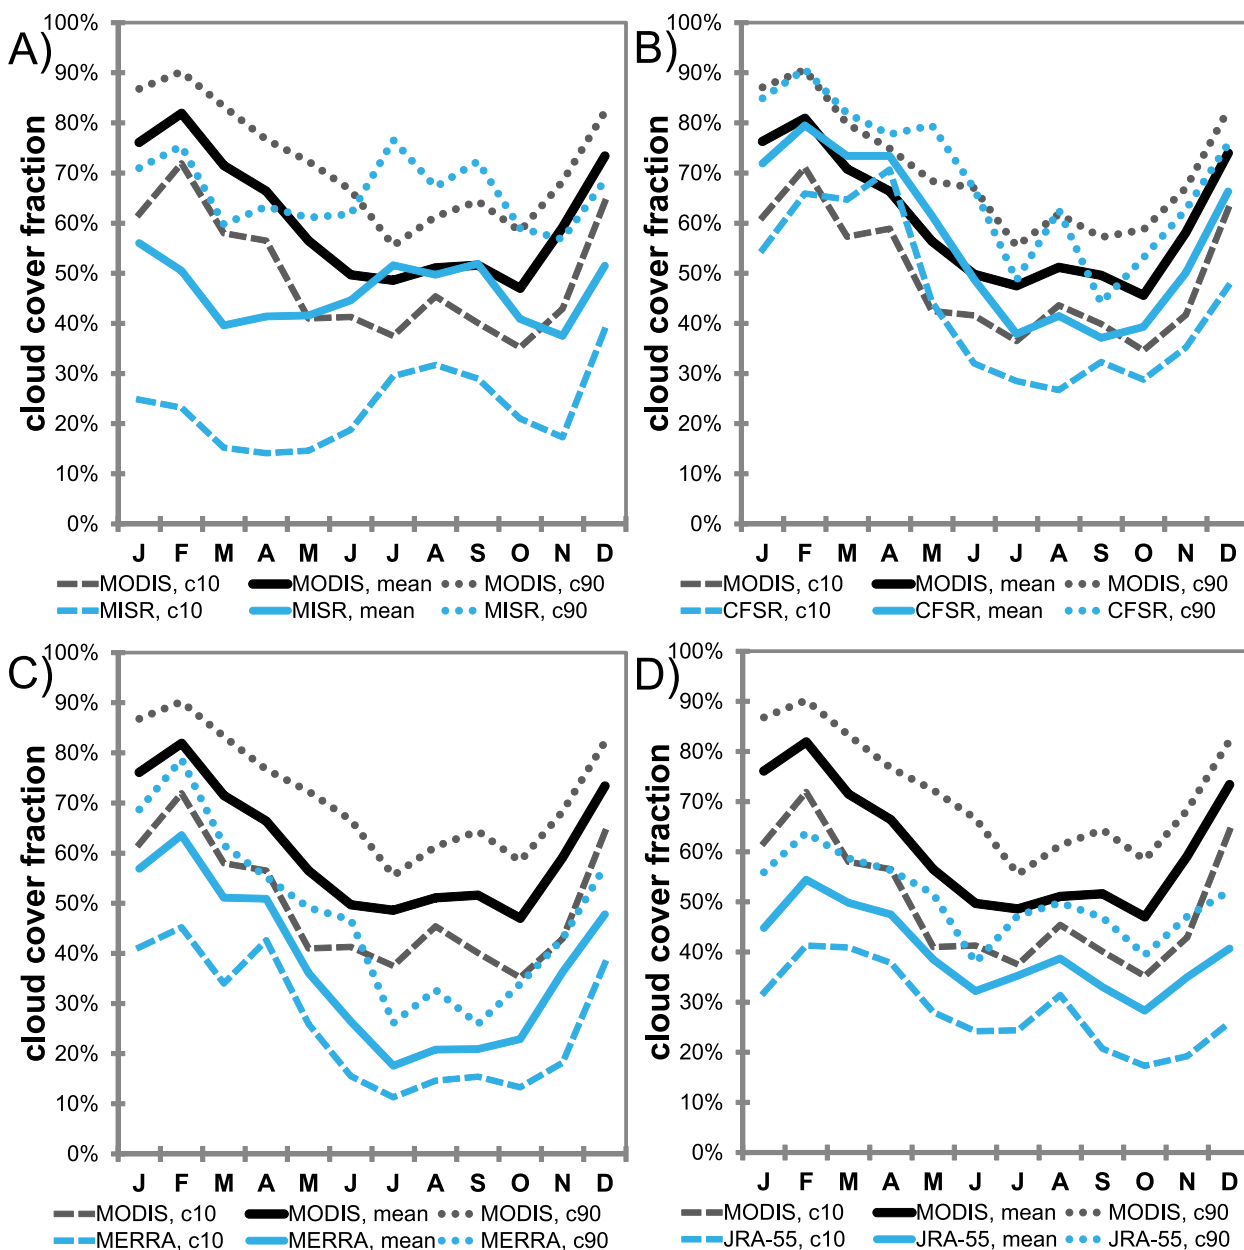 A)
cloud cover fraction
100%
90%
80%
70%
60%
50%
40%
30%
20%
10%
0%
J F M A M J J A S O N D
MODIS, c10 MODIS, mean MODIS, c90
MISR, c10 MISR, mean MISR, c90
B)
cloud cover fraction
100%
90%
80%
70%
60%
50%
40%
30%
20%
10%
0%
J F M A M J J A S O N D
MODIS, c10 MODIS, mean MODIS, c90
CFSR, c10 CFSR, mean CFSR, c90
C)
cloud cover fraction
100%
90%
80%
70%
60%
50%
40%
30%
20%
10%
0%
J F M A M J J A S O N D
MODIS, c10 MODIS, mean MODIS, c90
MERRA, c10 MERRA, mean MERRA, c90
D)
cloud cover fraction
100%
90%
80%
70%
60%
50%
40%
30%
20%
10%
0%
J F M A M J J A S O N D
MODIS, c10 MODIS, mean MODIS, c90
JRA-55, c10 JRA-55, mean JRA-55, c90